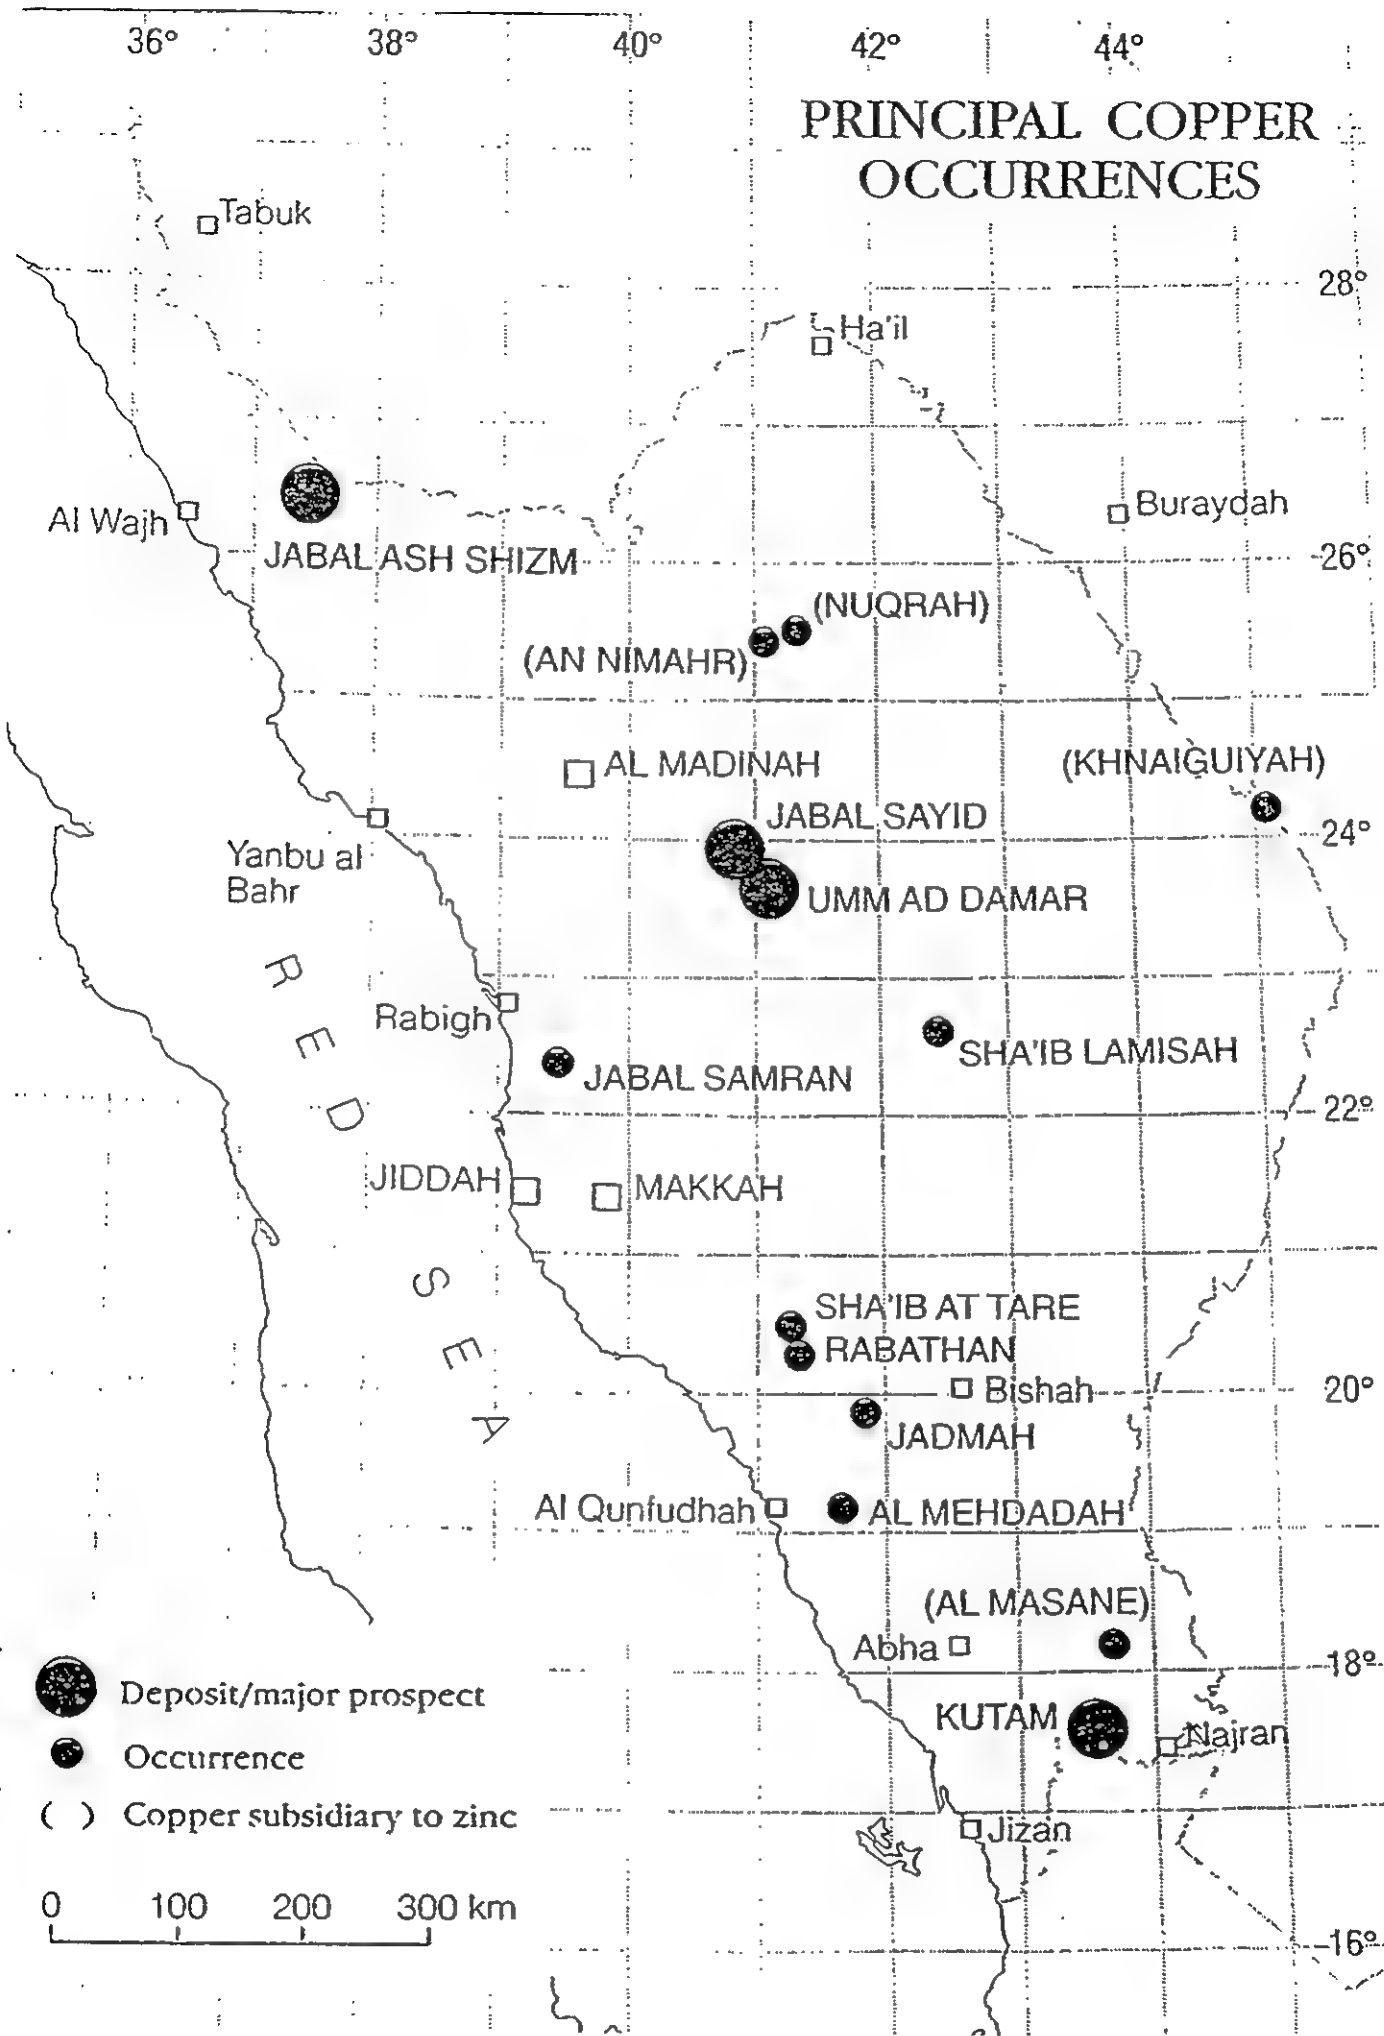 36° 38° 40° 42° 44°
PRINCIPAL COPPER
OCCURRENCES
Tabuk
28°
Ha'il
Al Wajh
Buraydah
JABAL ASH SHIZM
26°
(NUQRAH)
(AN NIMAHR)
AL MADINAH
(KHNAIGUIYAH)
JABAL SAYID
24°
Yanbu al
Bahr
UMM AD DAMAR
RED SEA
Rabigh
SHA'IB LAMISAH
JABAL SAMRAN
22°
JIDDAH
MAKKAH
SHA'IB AT TARE
RABATHAN
Bishah
20°
JADMAH
Al Qunfudhah
AL MEHDADAH
(AL MASANE)
Abha
18°
Deposit/major prospect
KUTAM
Najran
Occurrence
( ) Copper subsidiary to zinc
Jizan
0 100 200 300 km
16°